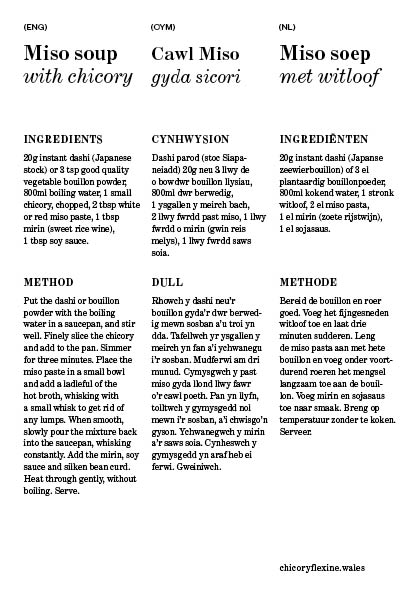 (ENG)
Miso soup
with chicory
INGREDIENTS
20g instant dashi (Japanese
stock) or 3 tsp good quality
vegetable bouillon powder,
800ml boiling water, 1 small
chicory, chopped, 2 tbsp white
or red miso paste, 1 tbsp
mirin (sweet rice wine),
1 tbsp soy sauce.
METHOD
Put the dashi or bouillon
powder with the boiling
water in a saucepan, and stir
well. Finely slice the chicory
and add to the pan. Simmer
for three minutes. Place the
miso paste in a small bowl
and add a ladleful of the
hot broth, whisking with
a small whisk to get rid of
any lumps. When smooth,
slowly pour the mixture back
into the saucepan, whisking
constantly. Add the mirin, soy
sauce and silken bean curd.
Heat through gently, without
boiling. Serve.
(CYM)
Cawl Miso
gyda sicori
CYNHWYSION
Dashi parod (stoc Siapa-
neiadd) 20g neu 3 llwy de
o bowdwr bouillon llysiau,
800ml dwr berwedig,
1 ysgallen y meirch bach,
2 llwy fwrdd past miso, 1 llwy
fwrdd o mirin (gwin reis
melys), 1 llwy fwrdd saws
soia.
DULL
Rhowch y dashi neu'r
bouillon gyda'r dwr berwed-
ig mewn sosban a'u troi yn
dda. Tafellwch yr ysgallen y
meirch yn fân a'i ychwanegu
i'r sosban. Mudferwi am dri
munud. Cymysgwch y past
miso gyda llond llwy fawr
o'r cawl poeth. Pan yn llyfn,
tolltwch y gymysgedd nol
mewn i'r sosban, a'i chwisgo'n
gyson. Ychwanegwch y mirin
a'r saws soia. Cynheswch y
gymysgedd yn araf heb ei
ferwi. Gweiniwch.
(NL)
Miso soep
met witloof
INGREDIËNTEN
20g instant dashi (Japanse
zeewierbouillon) of 3 el
plantaardig bouillonpoeder,
800ml kokend water, 1 stronk
witloof, 2 el miso pasta,
1 el mirin (zoete rijstwijn),
1 el sojasaus.
METHODE
Bereid de bouillon en roer
goed. Voeg het fijngesneden
witloof toe en laat drie
minuten sudderen. Leng
de miso pasta aan met hete
bouillon en voeg onder voort-
durend roeren het mengsel
langzaam toe aan de bouil-
lon. Voeg mirin en sojasaus
toe naar smaak. Breng op
temperatuur zonder te koken.
Serveer.
chicoryflexine.wales